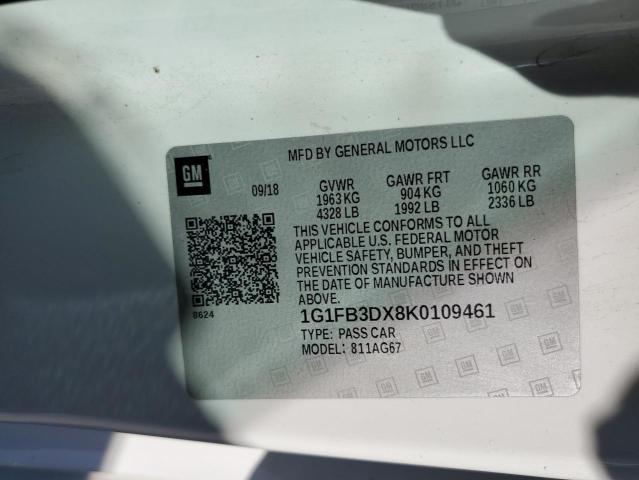 MFD BY GENERAL MOTORS LLC
GM
09/18 GVWR GAWR FRT GAWR RR
1963 KG 904 KG 1060 KG
4328 LB 1992 LB 2336 LB
THIS VEHICLE CONFORMS TO ALL
APPLICABLE U.S. FEDERAL MOTOR
VEHICLE SAFETY, BUMPER, AND THEFT
PREVENTION STANDARDS IN EFFECT ON
THE DATE OF MANUFACTURE SHOWN
ABOVE.
8624
1G1FB3DX8K0109461
TYPE: PASS CAR
MODEL: 811AG67